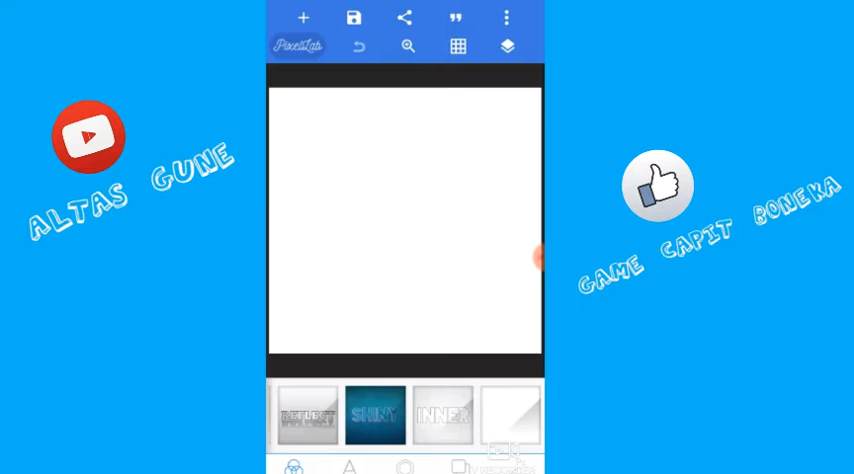 PixelLab
ALTAS GUNE
GAME CAPIT BONEKA
REFLECT
SHINY
INNER
A